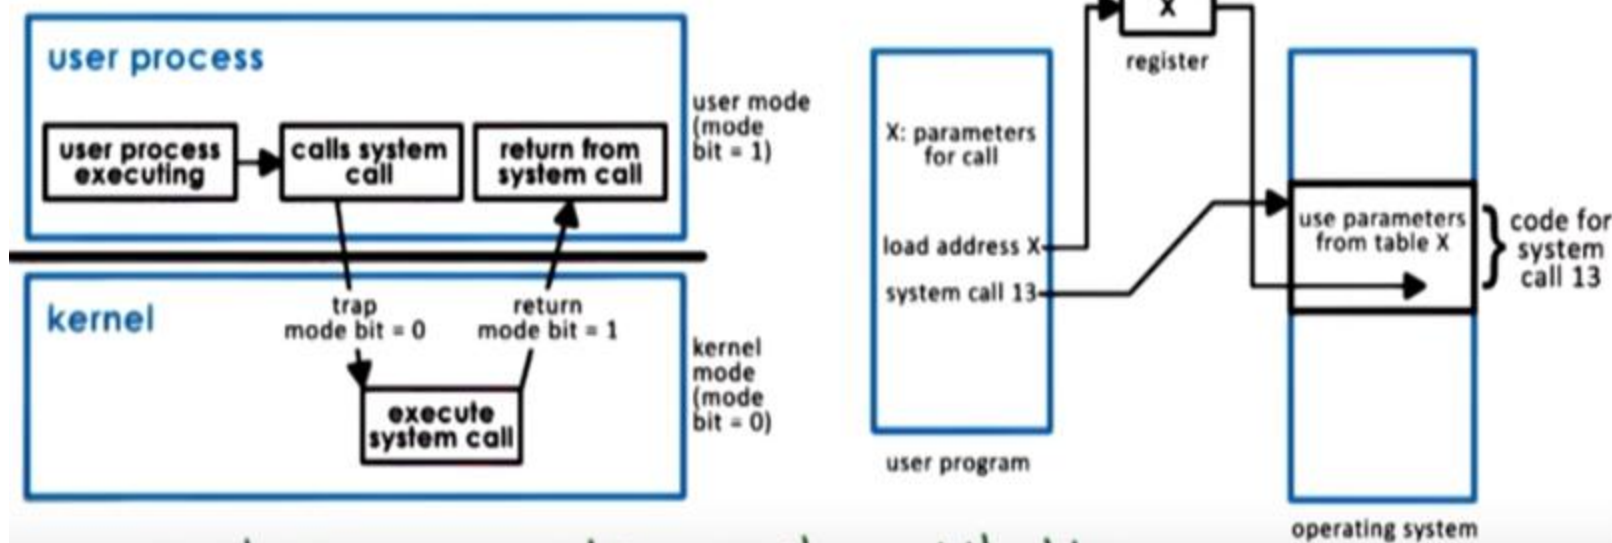 user process
user process
executing
calls system
call
return from
system call
user mode
(mode
bit = 1)
kernel
trap
mode bit = 0
return
mode bit = 1
execute
system call
kernel
mode
(mode
bit = 0)
X
register
X: parameters
for call
load address X
system call 13
user program
use parameters
from table X
code for
system
call 13
operating system